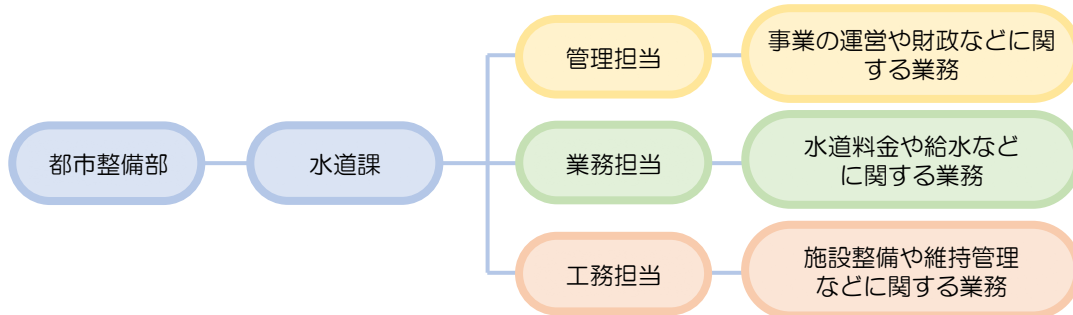 都市整備部
水道課
管理担当
事業の運営や財政などに関
する業務
業務担当
水道料金や給水など
に関する業務
工務担当
施設整備や維持管理
などに関する業務